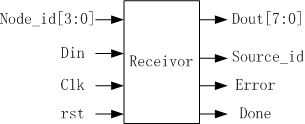 Node_id[3:0]
Din
Clk
rst
Receivor
Dout[7:0]
Source_id
Error
Done